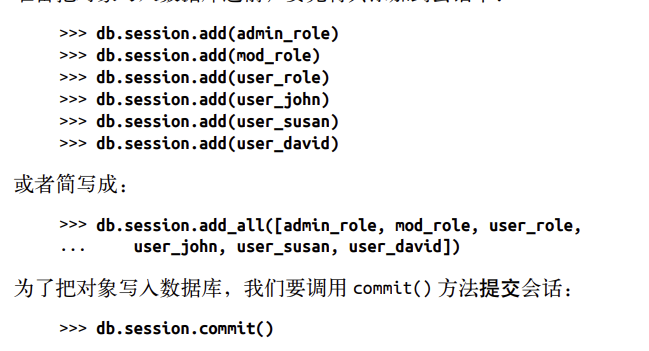 >>> db.session.add(admin_role)
>>> db.session.add(mod_role)
>>> db.session.add(user_role)
>>> db.session.add(user_john)
>>> db.session.add(user_susan)
>>> db.session.add(user_david)
或者简写成：
>>> db.session.add_all([admin_role, mod_role, user_role,
... user_john, user_susan, user_david])
为了把对象写入数据库，我们要调用 commit() 方法提交会话：
>>> db.session.commit()